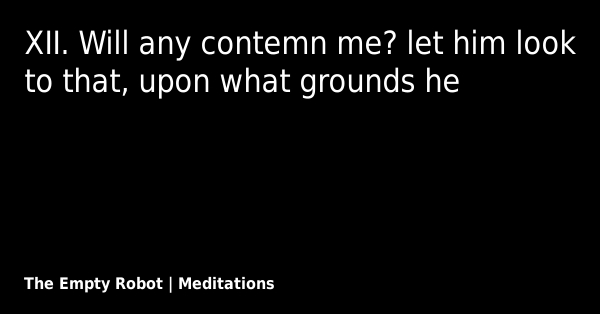 XII. Will any contemn me? let him look
to that, upon what grounds he
The Empty Robot | Meditations